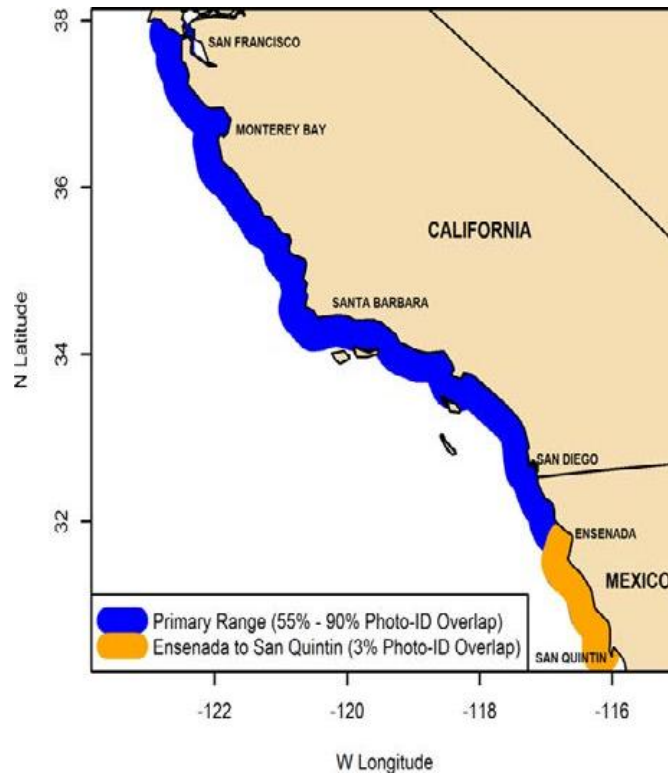 38
SAN FRANCISCO
MONTEREY BAY
36
CALIFORNIA
SANTA BARBARA
N Latitude
34
SAN DIEGO
32
ENSENADA
MEXICO
Primary Range (55% - 90% Photo-ID Overlap)
Ensenada to San Quintin (3% Photo-ID Overlap)
SAN QUINTIN
-122
-120
-118
-116
W Longitude